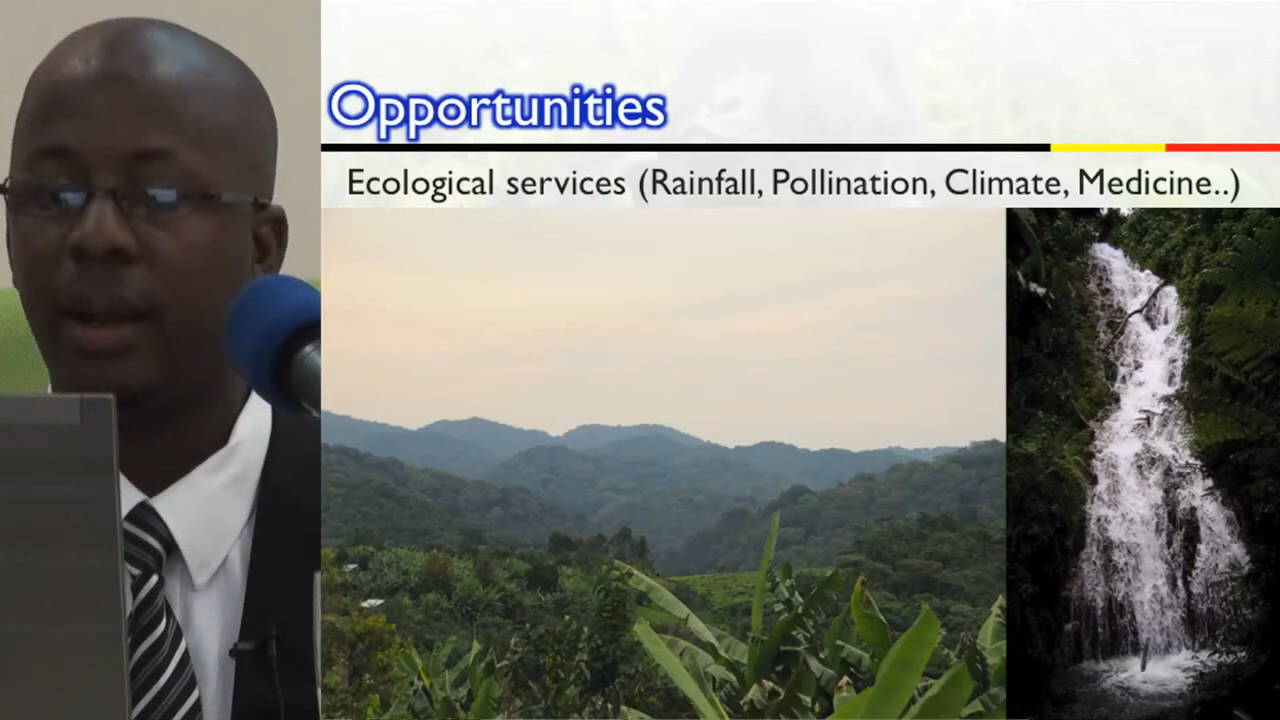 Opportunities
Ecological services (Rainfall, Pollination, Climate, Medicine..)